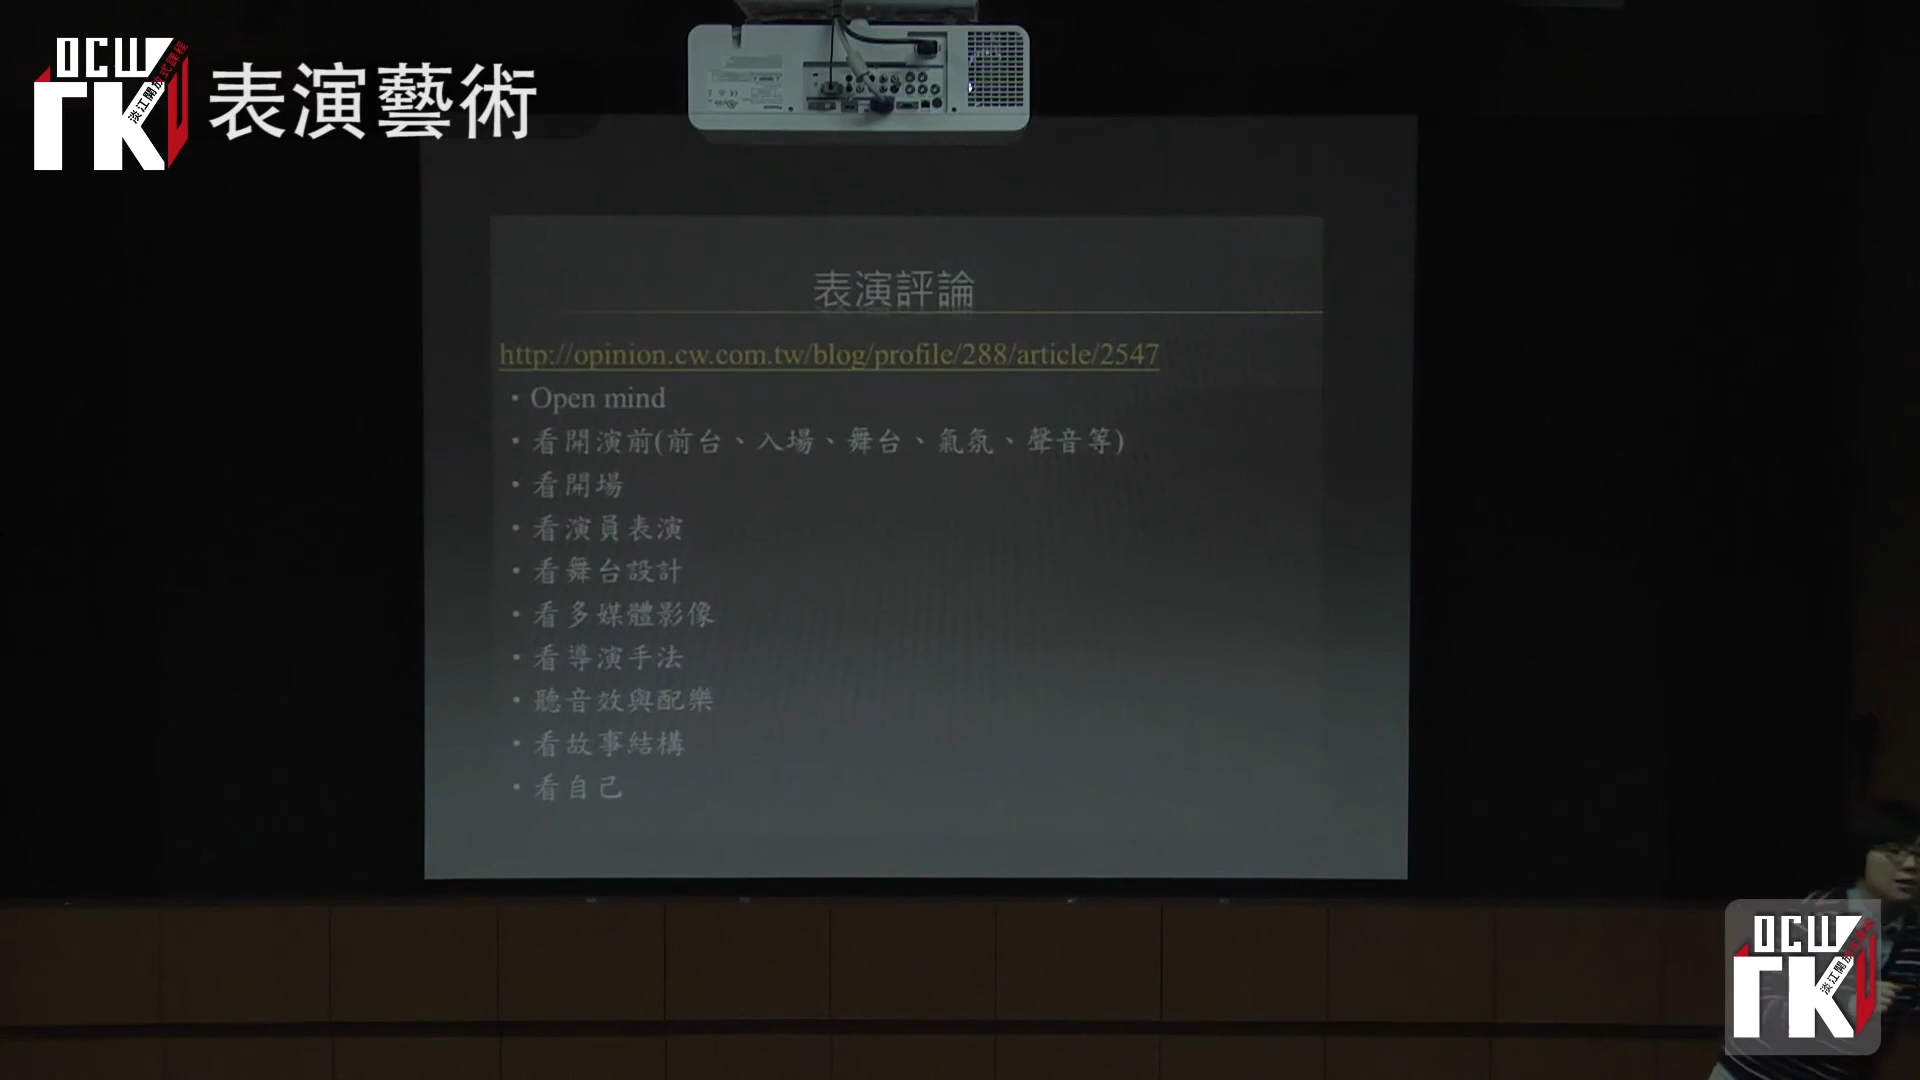 OCW
TKU
淡江開放式課程
表演藝術
表演評論
http://opinion.cw.com.tw/blog/profile/288/article/2547
• Open mind
• 看開演前(前台、入場、舞台、氣氛、聲音等)
• 看開場
• 看演員表演
• 看舞台設計
• 看多媒體影像
• 看導演手法
• 聽音效與配樂
• 看故事結構
• 看自己
OCW
TKU
淡江開放式課程